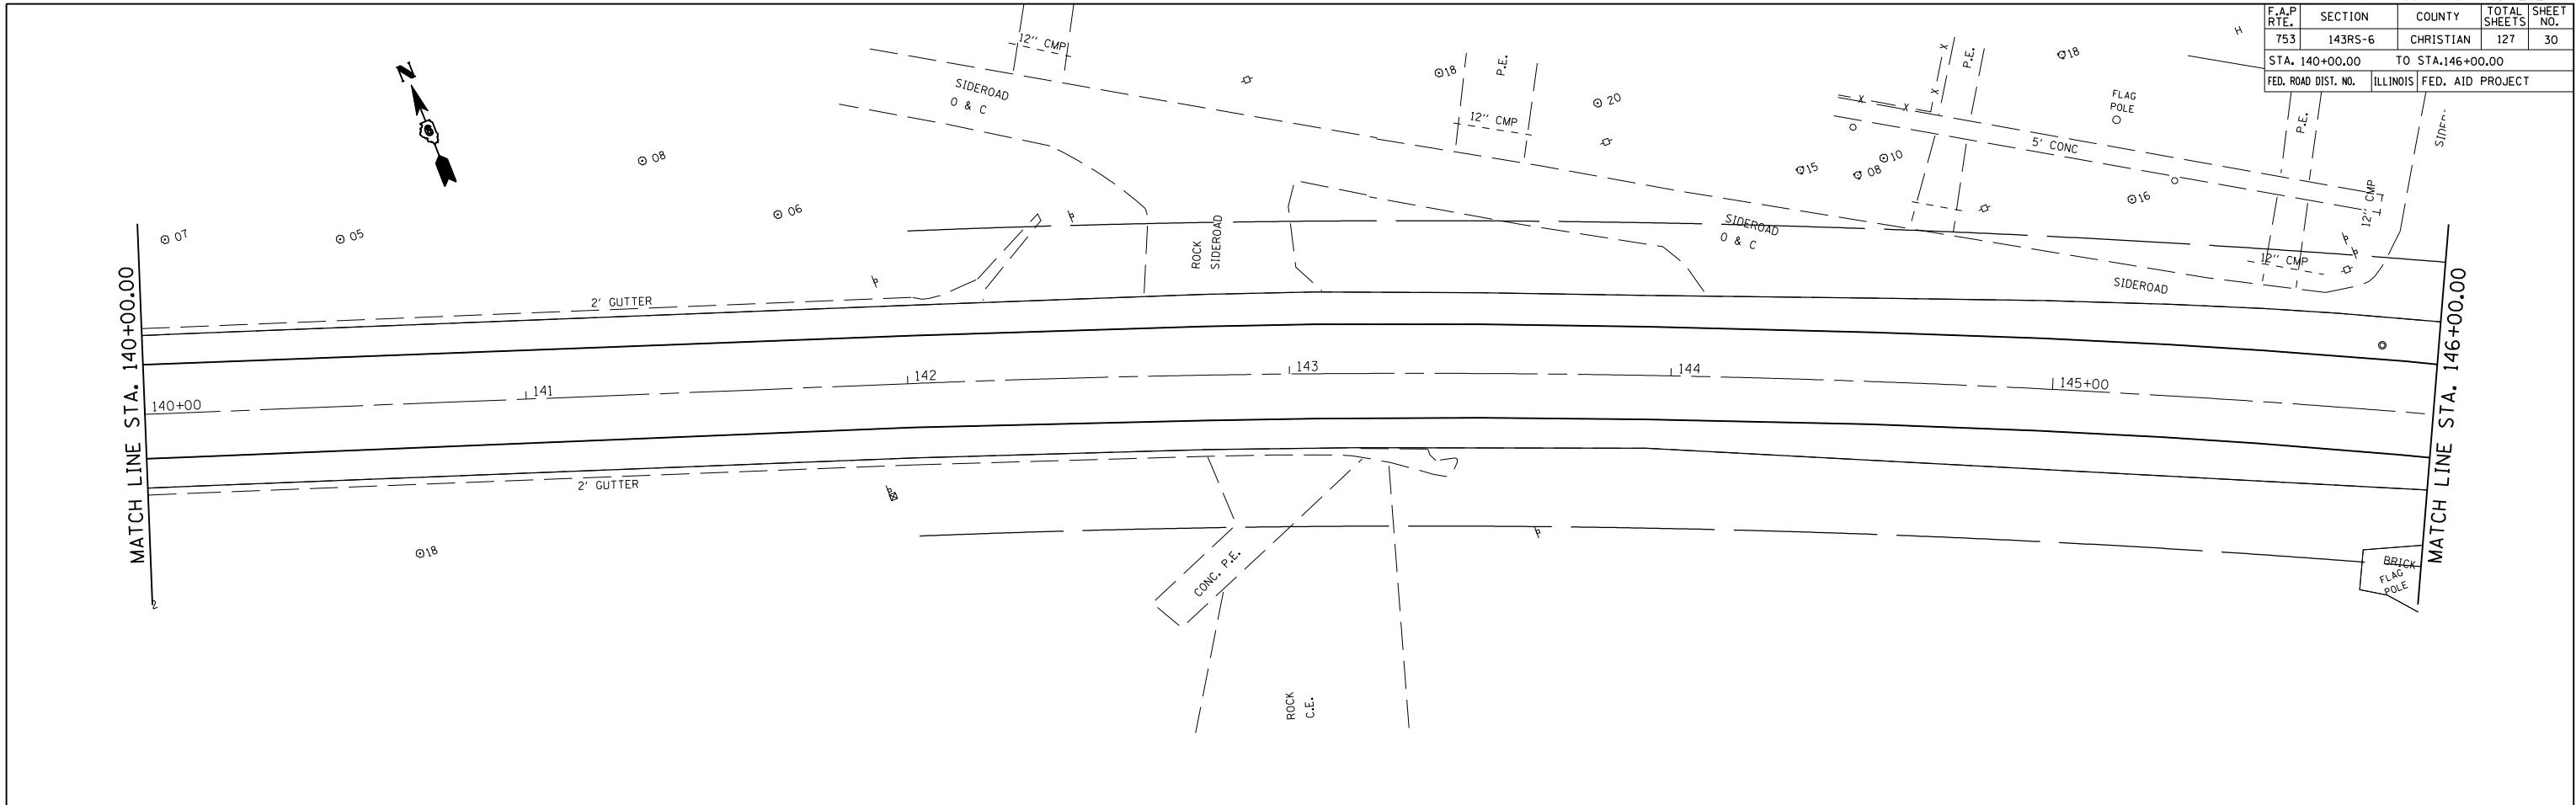 F.A.P RTE. SECTION COUNTY TOTAL SHEETS SHEET NO.
753 143RS-6 CHRISTIAN 127 30
STA. 140+00.00 TO STA.146+00.00
FED. ROAD DIST. NO. ILLINOIS FED. AID PROJECT
N
12" CMP
SIDEROAD
O & C
18
P.E.
12" CMP
20
X
P.E.
X
X
X
18
H
FLAG
POLE
5' CONC
P.E.
SIDER
15
08
10
16
12" CMP
08
06
07
05
ROCK
SIDEROAD
SIDEROAD
O & C
12" CMP
SIDEROAD
2' GUTTER
MATCH LINE STA. 140+00.00
140+00
141
142
143
144
145+00
MATCH LINE STA. 146+00.00
2' GUTTER
18
CONC. P.E.
BRICK
FLAG
POLE
2
ROCK
C.E.